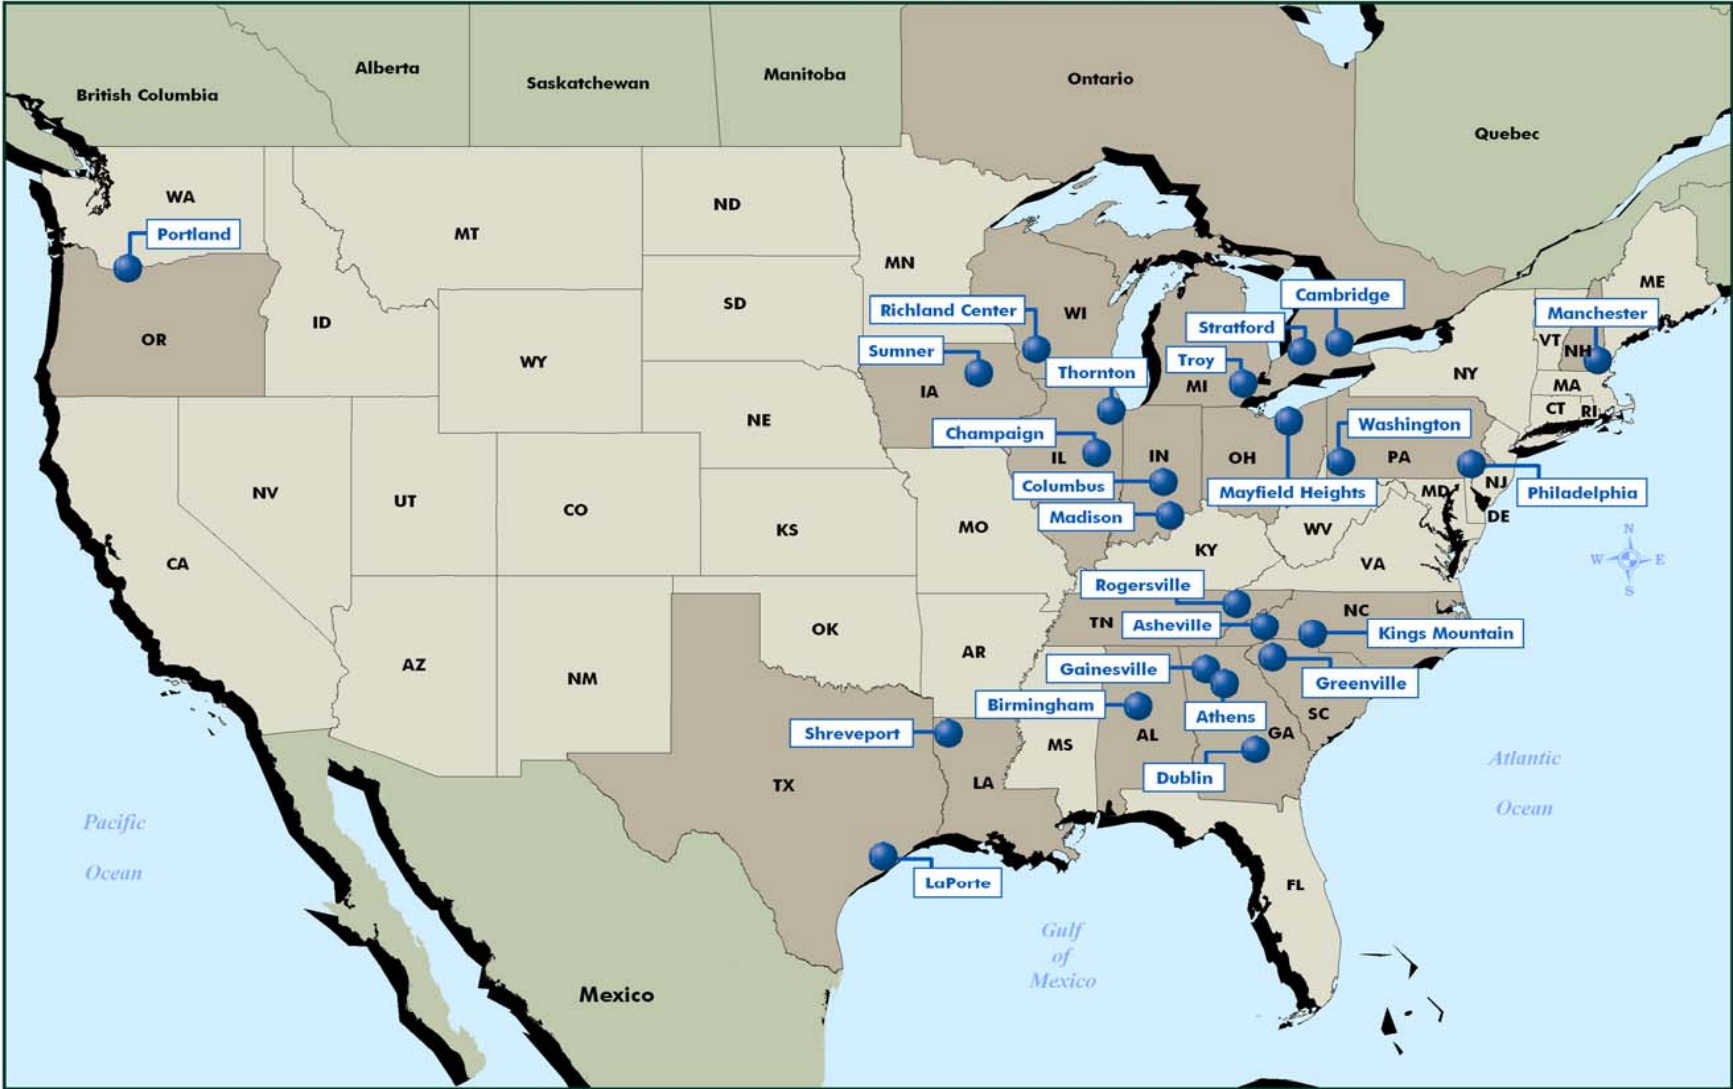 British Columbia
Alberta
Saskatchewan
Manitoba
Ontario
Quebec
WA
Portland
MT
ND
MN
ME
OR
ID
SD
WY
Richland Center
WI
Cambridge
Stratford
Manchester
Sumner
Thornton
Troy
VT
NH
IA
MI
NY
MA
CT
RI
NE
Champaign
IL
IN
OH
Washington
PA
NV
UT
CO
Columbus
Mayfield Heights
MD
NJ
Philadelphia
Madison
DE
KS
MO
WV
KY
VA
CA
N
W
E
S
Rogersville
TN
Asheville
NC
Kings Mountain
OK
AZ
NM
AR
Gainesville
Greenville
Birmingham
Athens
SC
Shreveport
MS
AL
GA
Dublin
TX
LA
Atlantic
Ocean
Pacific
Ocean
LaPorte
FL
Gulf
of
Mexico
Mexico